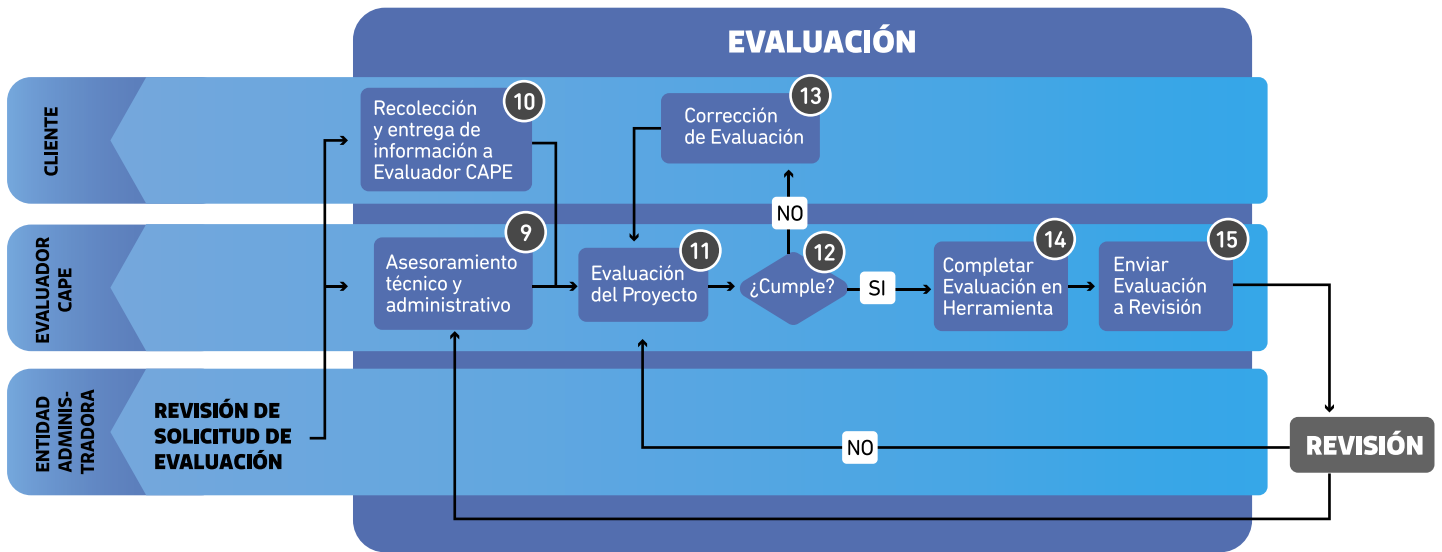 EVALUACIÓN
CLIENTE
10
Recolección
y entrega de
información a
Evaluador CAPE
13
Corrección
de Evaluación
NO
EVALUADOR
CAPE
9
Asesoramiento
técnico y
administrativo
11
Evaluación
del Proyecto
12
¿Cumple?
SI
14
Completar
Evaluación en
Herramienta
15
Enviar
Evaluación
a Revisión
ENTIDAD
ADMINIS-
TRADORA
REVISIÓN DE
SOLICITUD DE
EVALUACIÓN
NO
REVISIÓN